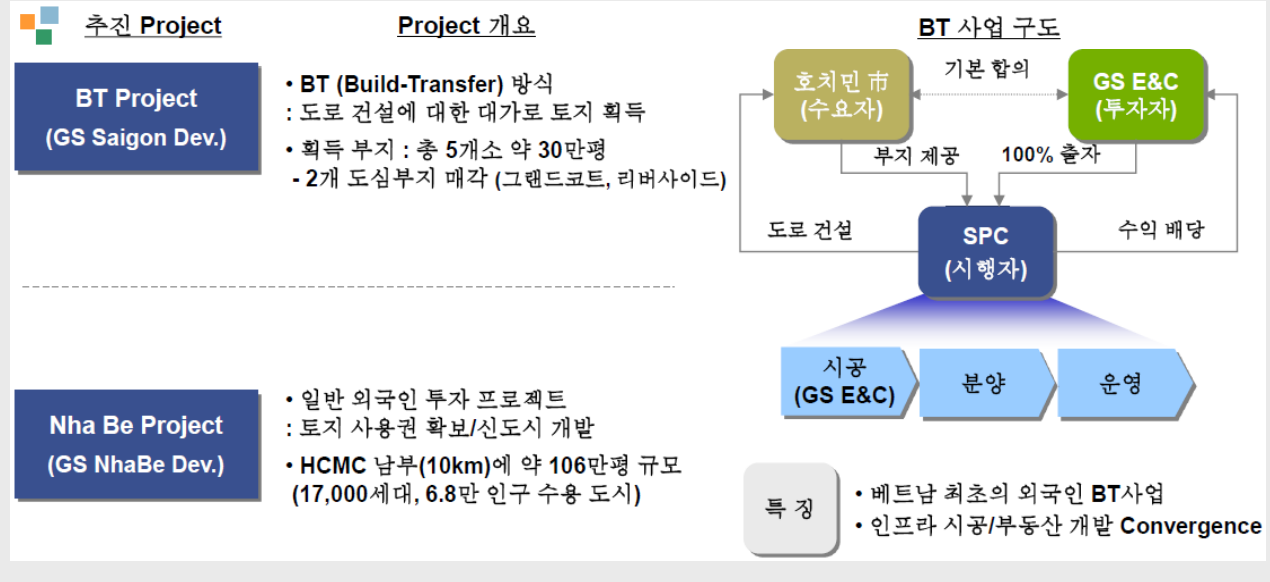 추진 Project
Project 개요
BT Project
(GS Saigon Dev.)
• BT (Build-Transfer) 방식
: 도로 건설에 대한 대가로 토지 획득
• 획득 부지 : 총 5개소 약 30만평
- 2개 도심부지 매각 (그랜드코트, 리버사이드)
Nha Be Project
(GS NhaBe Dev.)
• 일반 외국인 투자 프로젝트
: 토지 사용권 확보/신도시 개발
• HCMC 남부(10km)에 약 106만평 규모
(17,000세대, 6.8만 인구 수용 도시)
BT 사업 구도
호치민 市
(수요자)
기본 합의
GS E&C
(투자자)
부지 제공
100% 출자
도로 건설
SPC
(시행자)
수익 배당
시공
(GS E&C)
분양
운영
특 징
• 베트남 최초의 외국인 BT사업
• 인프라 시공/부동산 개발 Convergence